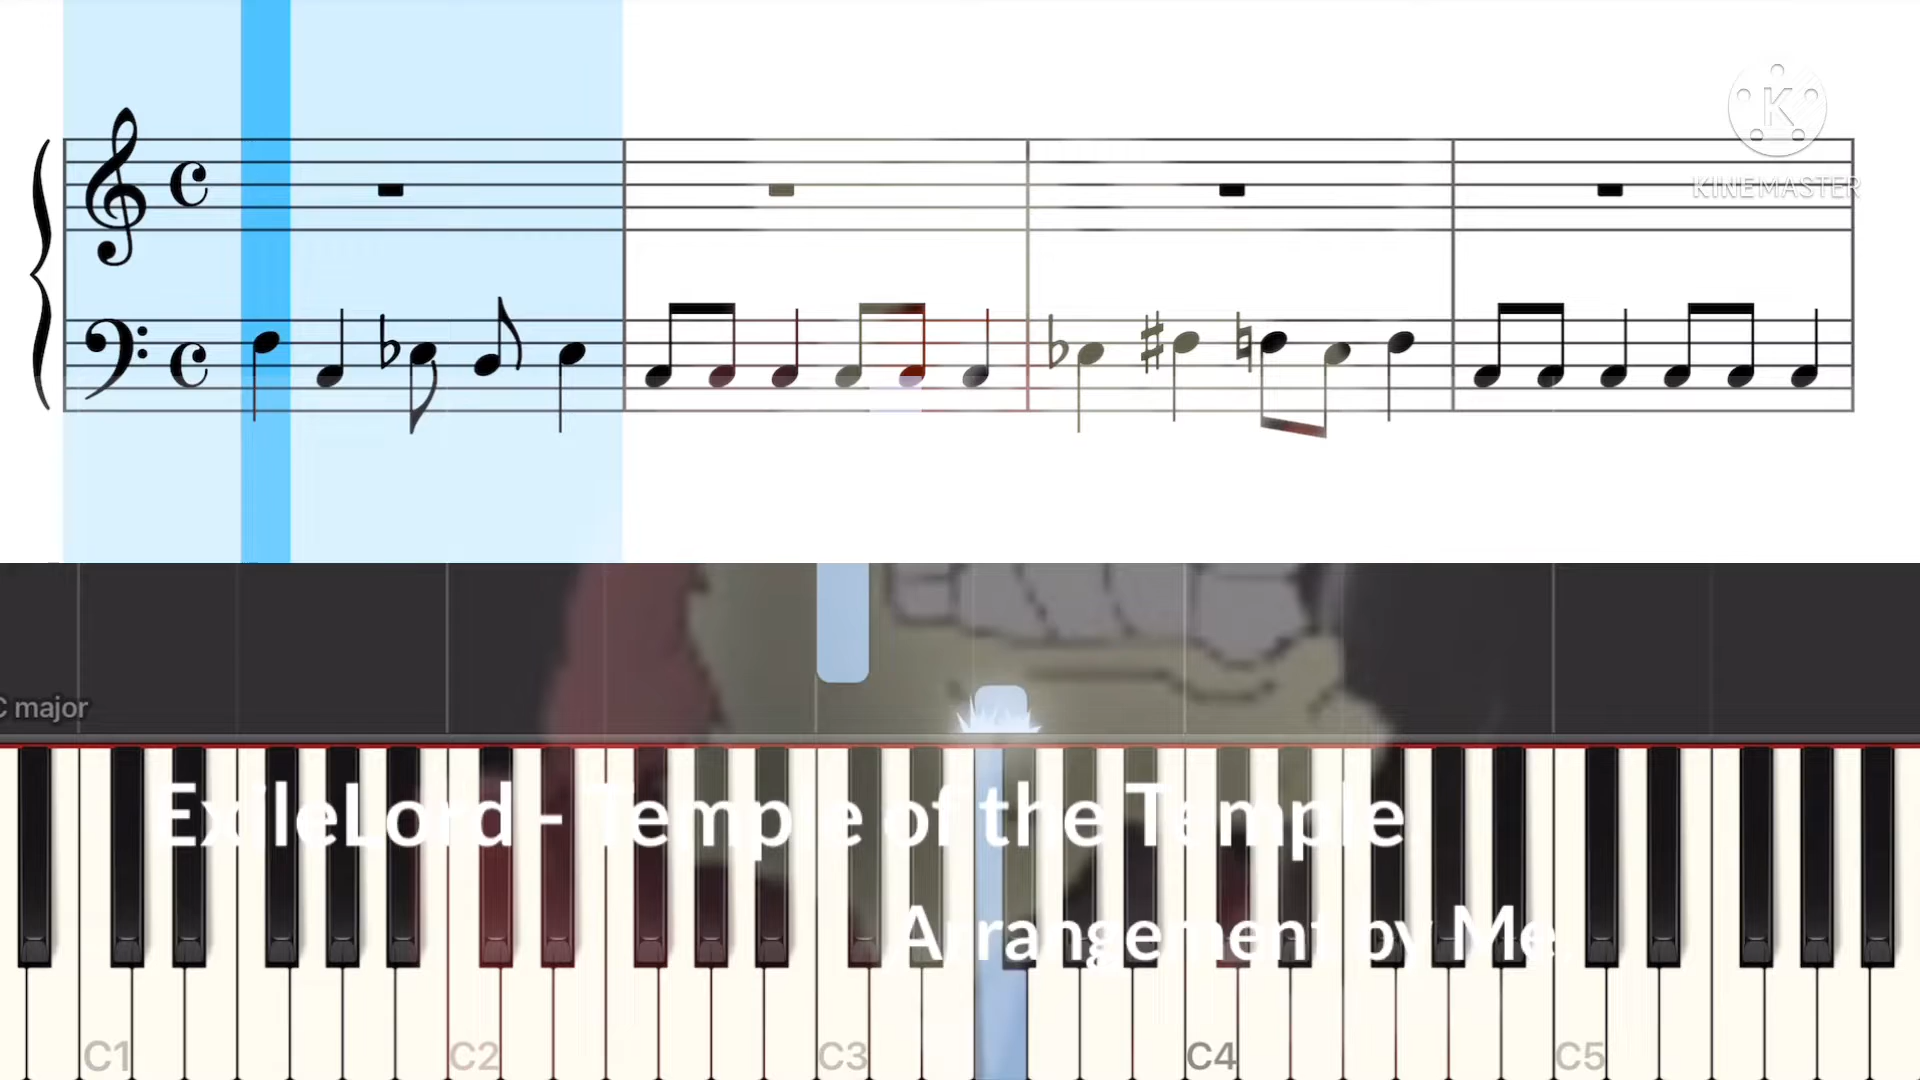 K
KINEMASTER
C major
ExileLord - Temple of the Temple
Arrangement by Me
C1 C2 C3 C4 C5